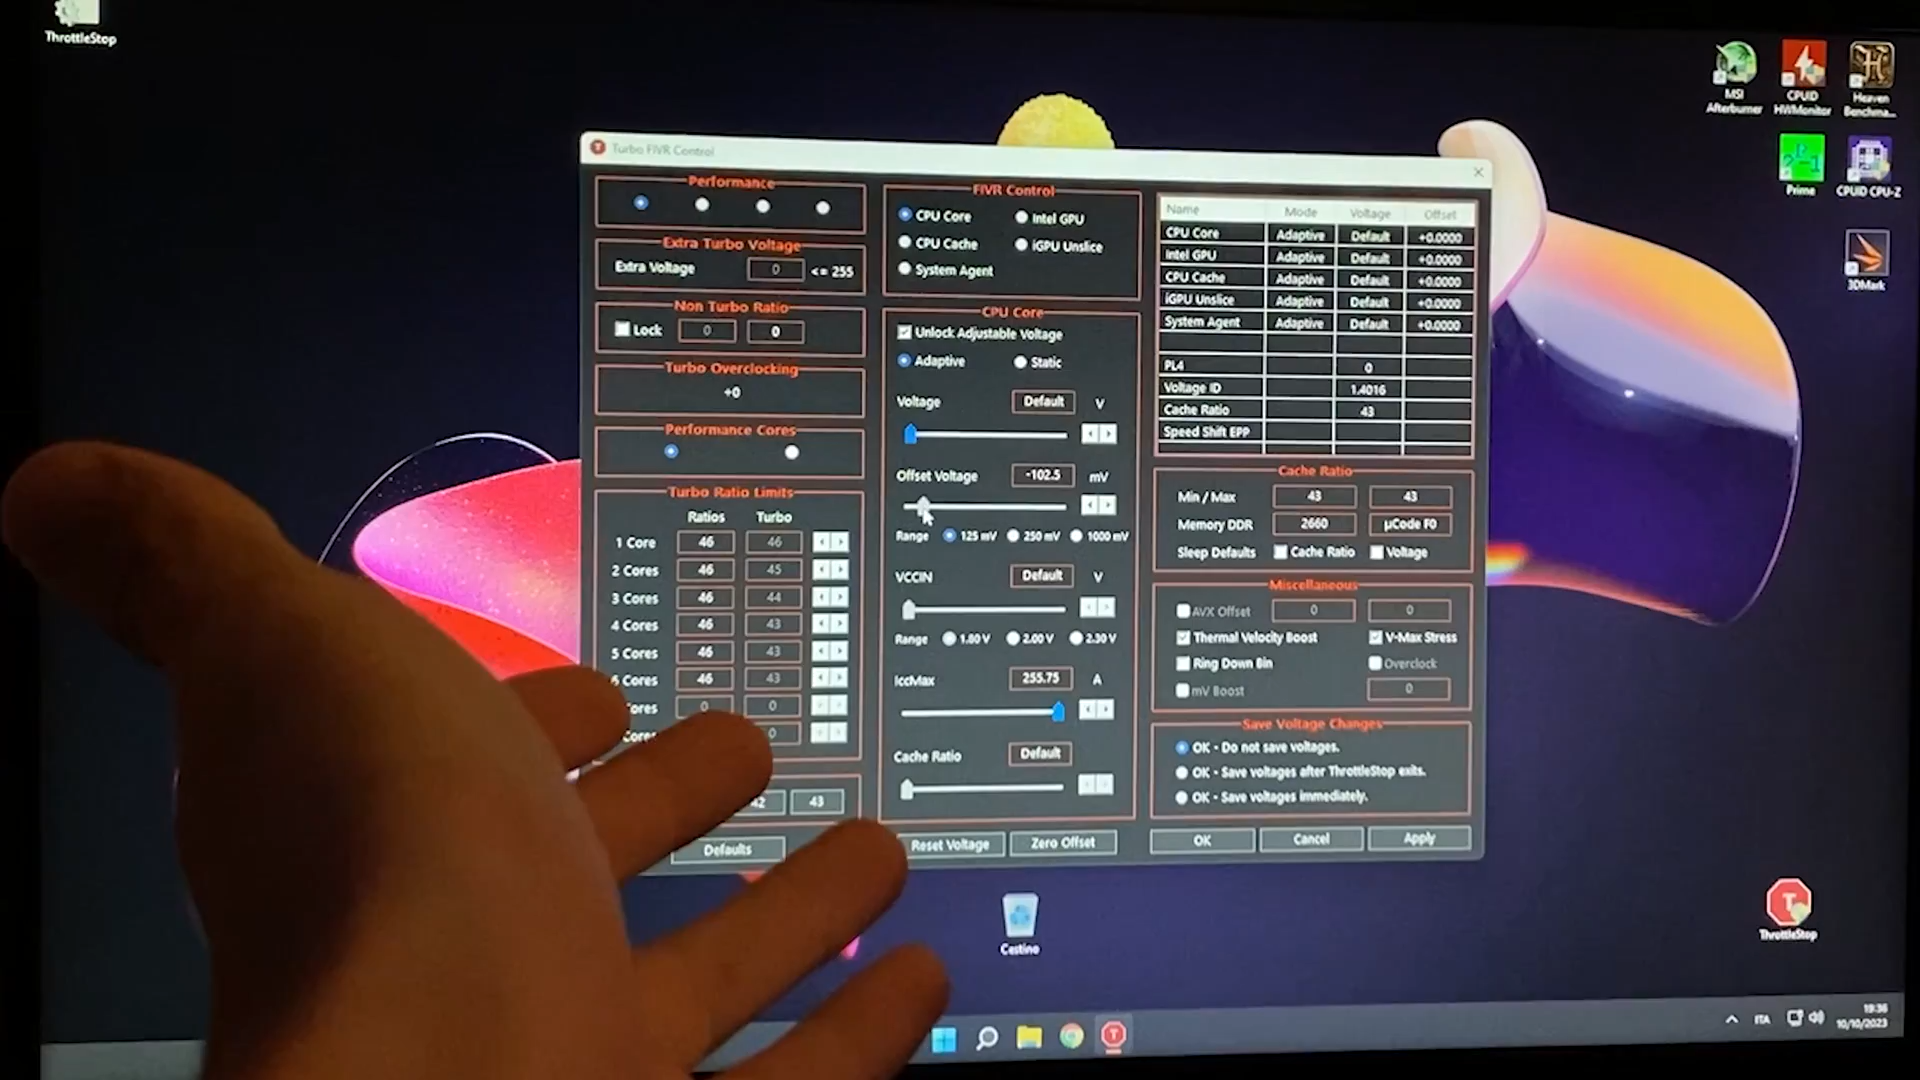 ThrottleStop
MSI
Afterburner
CPUID
HWMonitor
Heaven
Benchma...
Prime
CPUID CPU-Z
3DMark
Turbo FIVR Control
Performance
Extra Turbo Voltage
Extra Voltage 0 <= 255
Non Turbo Ratio
Lock 0 0
Turbo Overclocking
+0
Performance Cores
Turbo Ratio Limits
Ratios Turbo
1 Core 46 46
2 Cores 46 45
3 Cores 46 44
4 Cores 46 43
5 Cores 46 43
6 Cores 46 43
ores 0 0
Cores 0
42 43
Defaults
FIVR Control
CPU Core Intel GPU
CPU Cache iGPU Unslice
System Agent
CPU Core
Unlock Adjustable Voltage
Adaptive Static
Voltage Default V
Offset Voltage -102.5 mV
Range 125 mV 250 mV 1000 mV
VCCIN Default V
Range 1.80 V 2.00 V 2.30 V
IccMax 255.75 A
Cache Ratio Default
Reset Voltage Zero Offset
Name Mode Voltage Offset
CPU Core Adaptive Default +0.0000
Intel GPU Adaptive Default +0.0000
CPU Cache Adaptive Default +0.0000
iGPU Unslice Adaptive Default +0.0000
System Agent Adaptive Default +0.0000
PL4 0
Voltage ID 1.4016
Cache Ratio 43
Speed Shift EPP
Cache Ratio
Min / Max 43 43
Memory DDR 2660 µCode F0
Sleep Defaults Cache Ratio Voltage
Miscellaneous
AVX Offset 0 0
Thermal Velocity Boost V-Max Stress
Ring Down Bin Overclock
mV Boost 0
Save Voltage Changes
OK - Do not save voltages.
OK - Save voltages after ThrottleStop exits.
OK - Save voltages immediately.
OK Cancel Apply
Cestino
ThrottleStop
ITA
19:36
10/10/2023